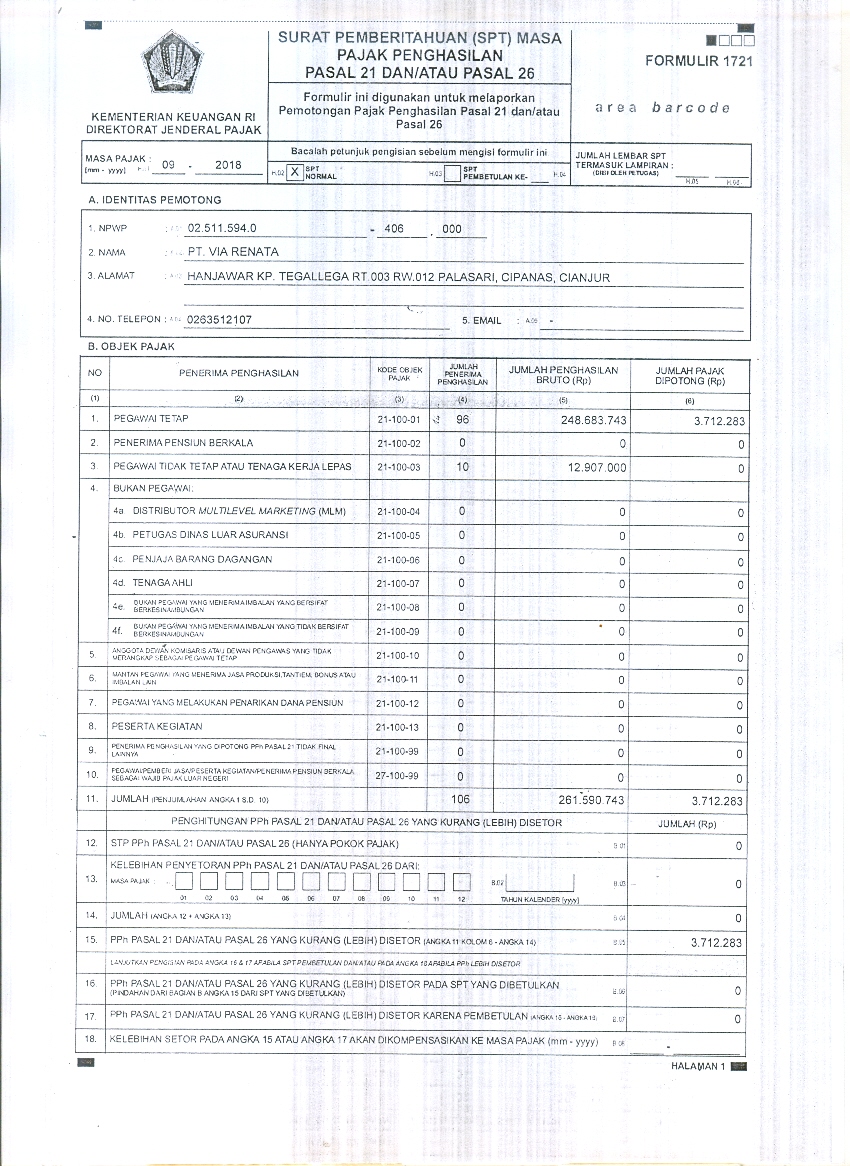 SURAT PEMBERITAHUAN (SPT) MASA
PAJAK PENGHASILAN
PASAL 21 DAN/ATAU PASAL 26
FORMULIR 1721
Formulir ini digunakan untuk melaporkan
Pemotongan Pajak Penghasilan Pasal 21 dan/atau
Pasal 26
area barcode
KEMENTERIAN KEUANGAN RI
DIREKTORAT JENDERAL PAJAK
MASA PAJAK :
[mm - yyyy] H.01 09 - 2018
Bacalah petunjuk pengisian sebelum mengisi formulir ini
H.02 X SPT NORMAL H.03 SPT PEMBETULAN KE- H.04
JUMLAH LEMBAR SPT
TERMASUK LAMPIRAN :
(DIISI OLEH PETUGAS) H.05
A. IDENTITAS PEMOTONG
1. NPWP : 02.511.594.0 - 406 . 000
2. NAMA : PT. VIA RENATA
3. ALAMAT : HANJAWAR KP. TEGALLEGA RT.003 RW.012 PALASARI, CIPANAS, CIANJUR
4. NO. TELEPON : A.04 0263512107 5. EMAIL : A.05 -
B. OBJEK PAJAK
NO PENERIMA PENGHASILAN KODE OBJEK PAJAK JUMLAH PENERIMA PENGHASILAN JUMLAH PENGHASILAN BRUTO (Rp) JUMLAH PAJAK DIPOTONG (Rp)
(1) (2) (3) (4) (5) (6)
1. PEGAWAI TETAP 21-100-01 96 248.683.743 3.712.283
2. PENERIMA PENSIUN BERKALA 21-100-02 0 0 0
3. PEGAWAI TIDAK TETAP ATAU TENAGA KERJA LEPAS 21-100-03 10 12.907.000 0
4. BUKAN PEGAWAI:
4a DISTRIBUTOR MULTILEVEL MARKETING (MLM) 21-100-04 0 0 0
4b. PETUGAS DINAS LUAR ASURANSI 21-100-05 0 0 0
4c. PENJAJA BARANG DAGANGAN 21-100-06 0 0 0
4d. TENAGA AHLI 21-100-07 0 0 0
4e. BUKAN PEGAWAI YANG MENERIMA IMBALAN YANG BERSIFAT BERKESINAMBUNGAN 21-100-08 0 0 0
4f. BUKAN PEGAWAI YANG MENERIMA IMBALAN YANG TIDAK BERSIFAT BERKESINAMBUNGAN 21-100-09 0 0 0
5. ANGGOTA DEWAN KOMISARIS ATAU DEWAN PENGAWAS YANG TIDAK MERANGKAP SEBAGAI PEGAWAI TETAP 21-100-10 0 0 0
6. MANTAN PEGAWAI YANG MENERIMA JASA PRODUKSI, TANTIEM, BONUS ATAU IMBALAN LAIN 21-100-11 0 0 0
7. PEGAWAI YANG MELAKUKAN PENARIKAN DANA PENSIUN 21-100-12 0 0 0
8. PESERTA KEGIATAN 21-100-13 0 0 0
9. PENERIMA PENGHASILAN YANG DIPOTONG PPh PASAL 21 TIDAK FINAL LAINNYA 21-100-99 0 0 0
10. PEGAWAI/PEMBERI JASA/PESERTA KEGIATAN/PENERIMA PENSIUN BERKALA SEBAGAI WAJIB PAJAK LUAR NEGERI 27-100-99 0 0 0
11. JUMLAH (PENJUMLAHAN ANGKA 1 S.D. 10) 106 261.590.743 3.712.283
PENGHITUNGAN PPh PASAL 21 DAN/ATAU PASAL 26 YANG KURANG (LEBIH) DISETOR JUMLAH (Rp)
12. STP PPh PASAL 21 DAN/ATAU PASAL 26 (HANYA POKOK PAJAK) B.01 0
KELEBIHAN PENYETORAN PPh PASAL 21 DAN/ATAU PASAL 26 DARI:
13. MASA PAJAK : B.02 B.03 0
01 02 03 04 05 06 07 08 09 10 11 12 TAHUN KALENDER [yyyy]
14. JUMLAH (ANGKA 12 + ANGKA 13) B.04 0
15. PPh PASAL 21 DAN/ATAU PASAL 26 YANG KURANG (LEBIH) DISETOR (ANGKA 11 KOLOM 6 - ANGKA 14) B.05 3.712.283
LANJUTKAN PENGISIAN PADA ANGKA 16 & 17 APABILA SPT PEMBETULAN DAN/ATAU PADA ANGKA 18 APABILA PPh LEBIH DISETOR
16. PPh PASAL 21 DAN/ATAU PASAL 26 YANG KURANG (LEBIH) DISETOR PADA SPT YANG DIBETULKAN
(PINDAHAN DARI BAGIAN B ANGKA 15 DARI SPT YANG DIBETULKAN) B.06 0
17. PPh PASAL 21 DAN/ATAU PASAL 26 YANG KURANG (LEBIH) DISETOR KARENA PEMBETULAN (ANGKA 15 - ANGKA 16) B.07 0
18. KELEBIHAN SETOR PADA ANGKA 15 ATAU ANGKA 17 AKAN DIKOMPENSASIKAN KE MASA PAJAK (mm - yyyy) B.08 -
HALAMAN 1